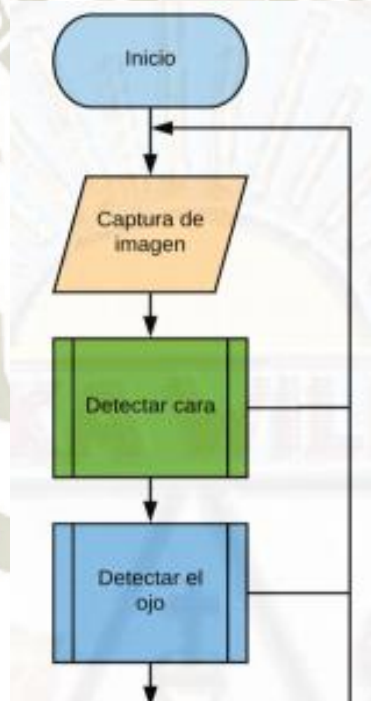 Inicio
Captura de
imagen
Detectar cara
Detectar el
ojo